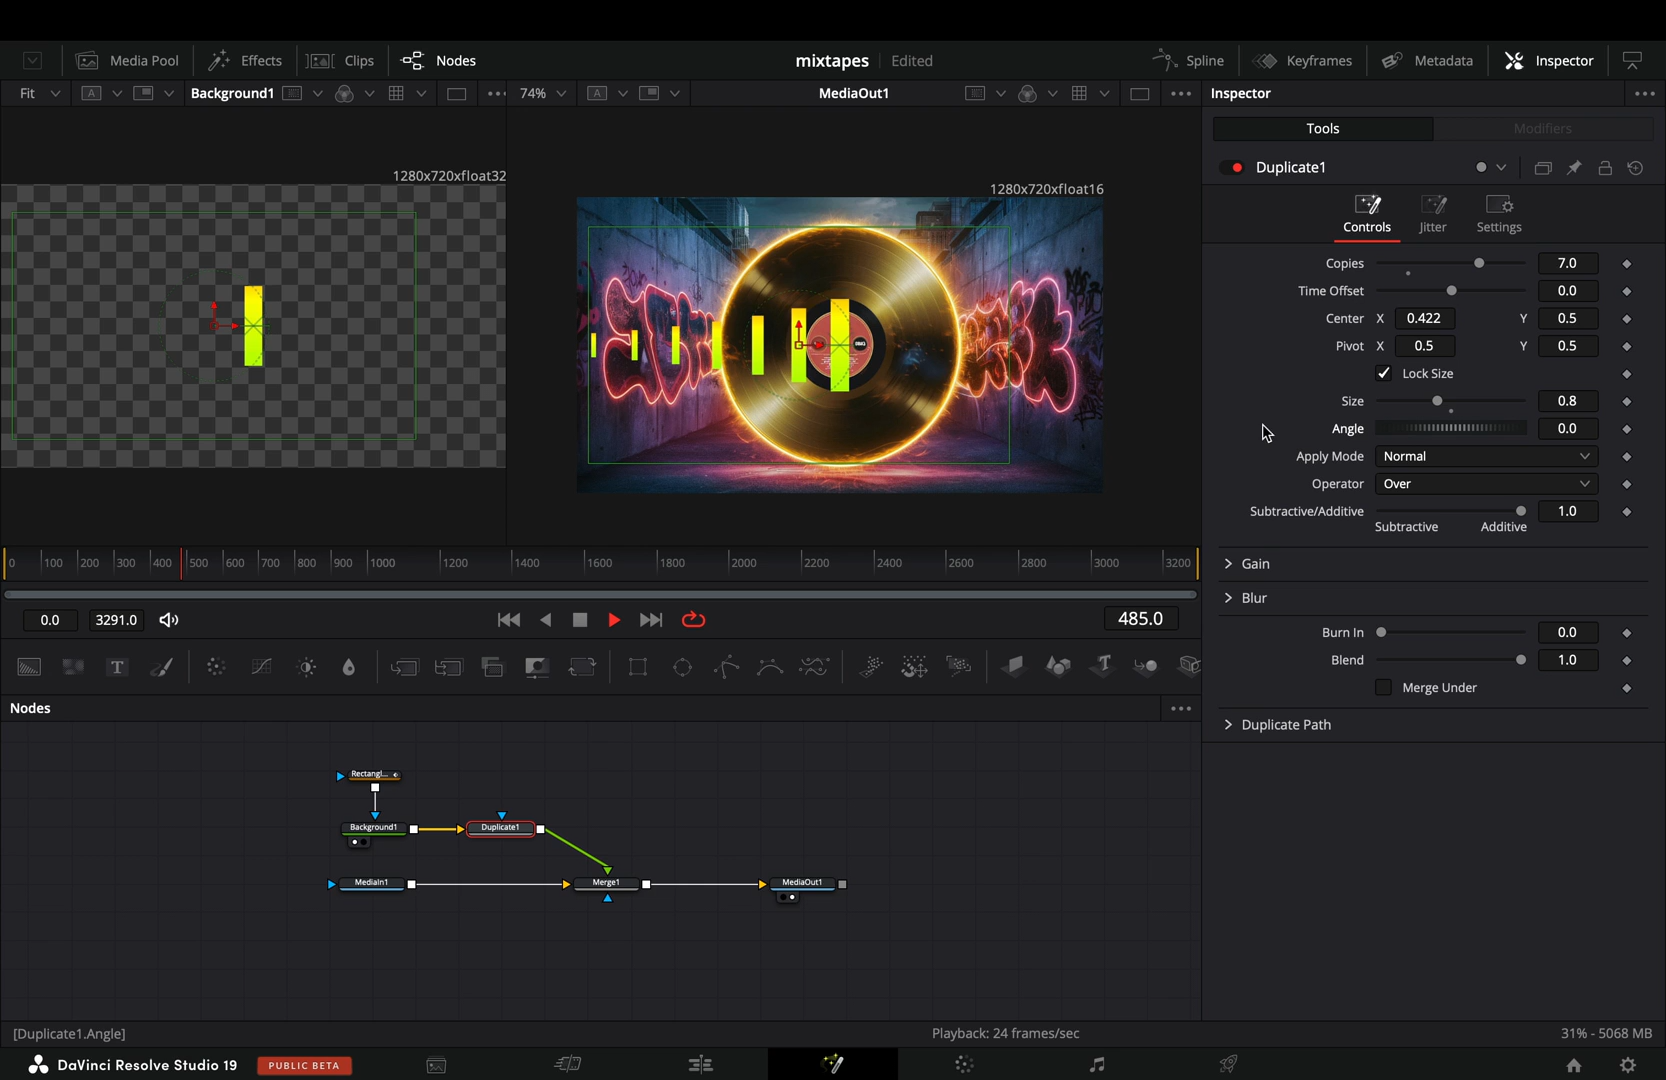 Media Pool Effects Clips Nodes mixtapes Edited Spline Keyframes Metadata Inspector
Fit A Background1 74% A MediaOut1 Inspector
Tools Modifiers
Duplicate1
1280x720xfloat32
1280x720xfloat16
Controls Jitter Settings
Copies 7.0
Time Offset 0.0
Center X 0.422 Y 0.5
Pivot X 0.5 Y 0.5
Lock Size
Size 0.8
Angle 0.0
Apply Mode Normal
Operator Over
Subtractive/Additive 1.0
Subtractive Additive
Gain
Blur
Burn In 0.0
Blend 1.0
Merge Under
Duplicate Path
0 100 200 300 400 500 600 700 800 900 1000 1200 1400 1600 1800 2000 2200 2400 2600 2800 3000 3200
0.0 3291.0 485.0
T T
Nodes
Rectangl...
Background1 Duplicate1
MediaIn1 Merge1 MediaOut1
[Duplicate1.Angle] Playback: 24 frames/sec 31% - 5068 MB
DaVinci Resolve Studio 19 PUBLIC BETA